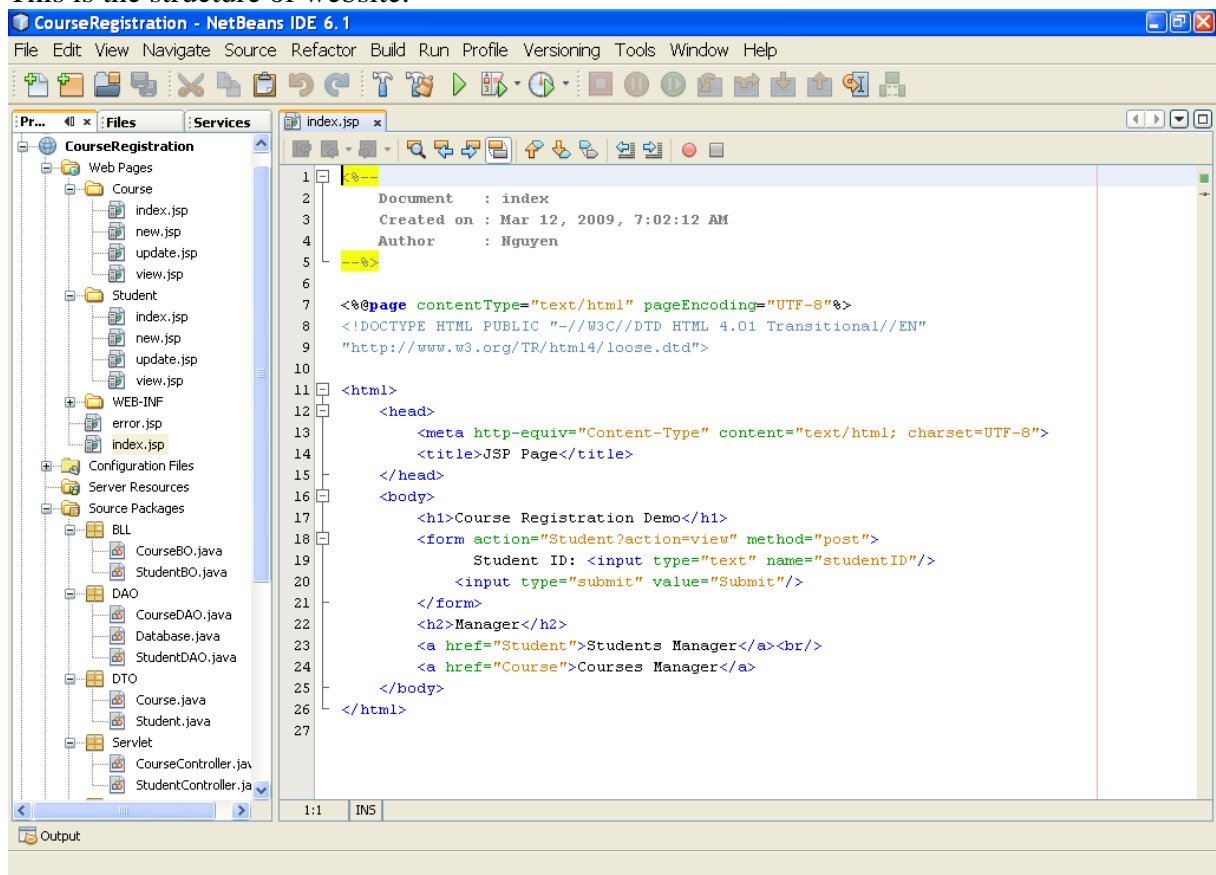 This is the structure of website.
CourseRegistration - NetBeans IDE 6.1
File Edit View Navigate Source Refactor Build Run Profile Versioning Tools Window Help
Pr... Files Services
index.jsp x
CourseRegistration
Web Pages
Course
index.jsp
new.jsp
update.jsp
view.jsp
Student
index.jsp
new.jsp
update.jsp
view.jsp
WEB-INF
error.jsp
index.jsp
Configuration Files
Server Resources
Source Packages
BLL
CourseBO.java
StudentBO.java
DAO
CourseDAO.java
Database.java
StudentDAO.java
DTO
Course.java
Student.java
Servlet
CourseController.jav
StudentController.ja
1 <%--
2 Document : index
3 Created on : Mar 12, 2009, 7:02:12 AM
4 Author : Nguyen
5 --%>
6
7 <%@page contentType="text/html" pageEncoding="UTF-8"%>
8 <!DOCTYPE HTML PUBLIC "-//W3C//DTD HTML 4.01 Transitional//EN"
9 "http://www.w3.org/TR/html4/loose.dtd">
10
11 <html>
12 <head>
13 <meta http-equiv="Content-Type" content="text/html; charset=UTF-8">
14 <title>JSP Page</title>
15 </head>
16 <body>
17 <h1>Course Registration Demo</h1>
18 <form action="Student?action=view" method="post">
19 Student ID: <input type="text" name="studentID"/>
20 <input type="submit" value="Submit"/>
21 </form>
22 <h2>Manager</h2>
23 <a href="Student">Students Manager</a><br/>
24 <a href="Course">Courses Manager</a>
25 </body>
26 </html>
27
1:1 INS
Output